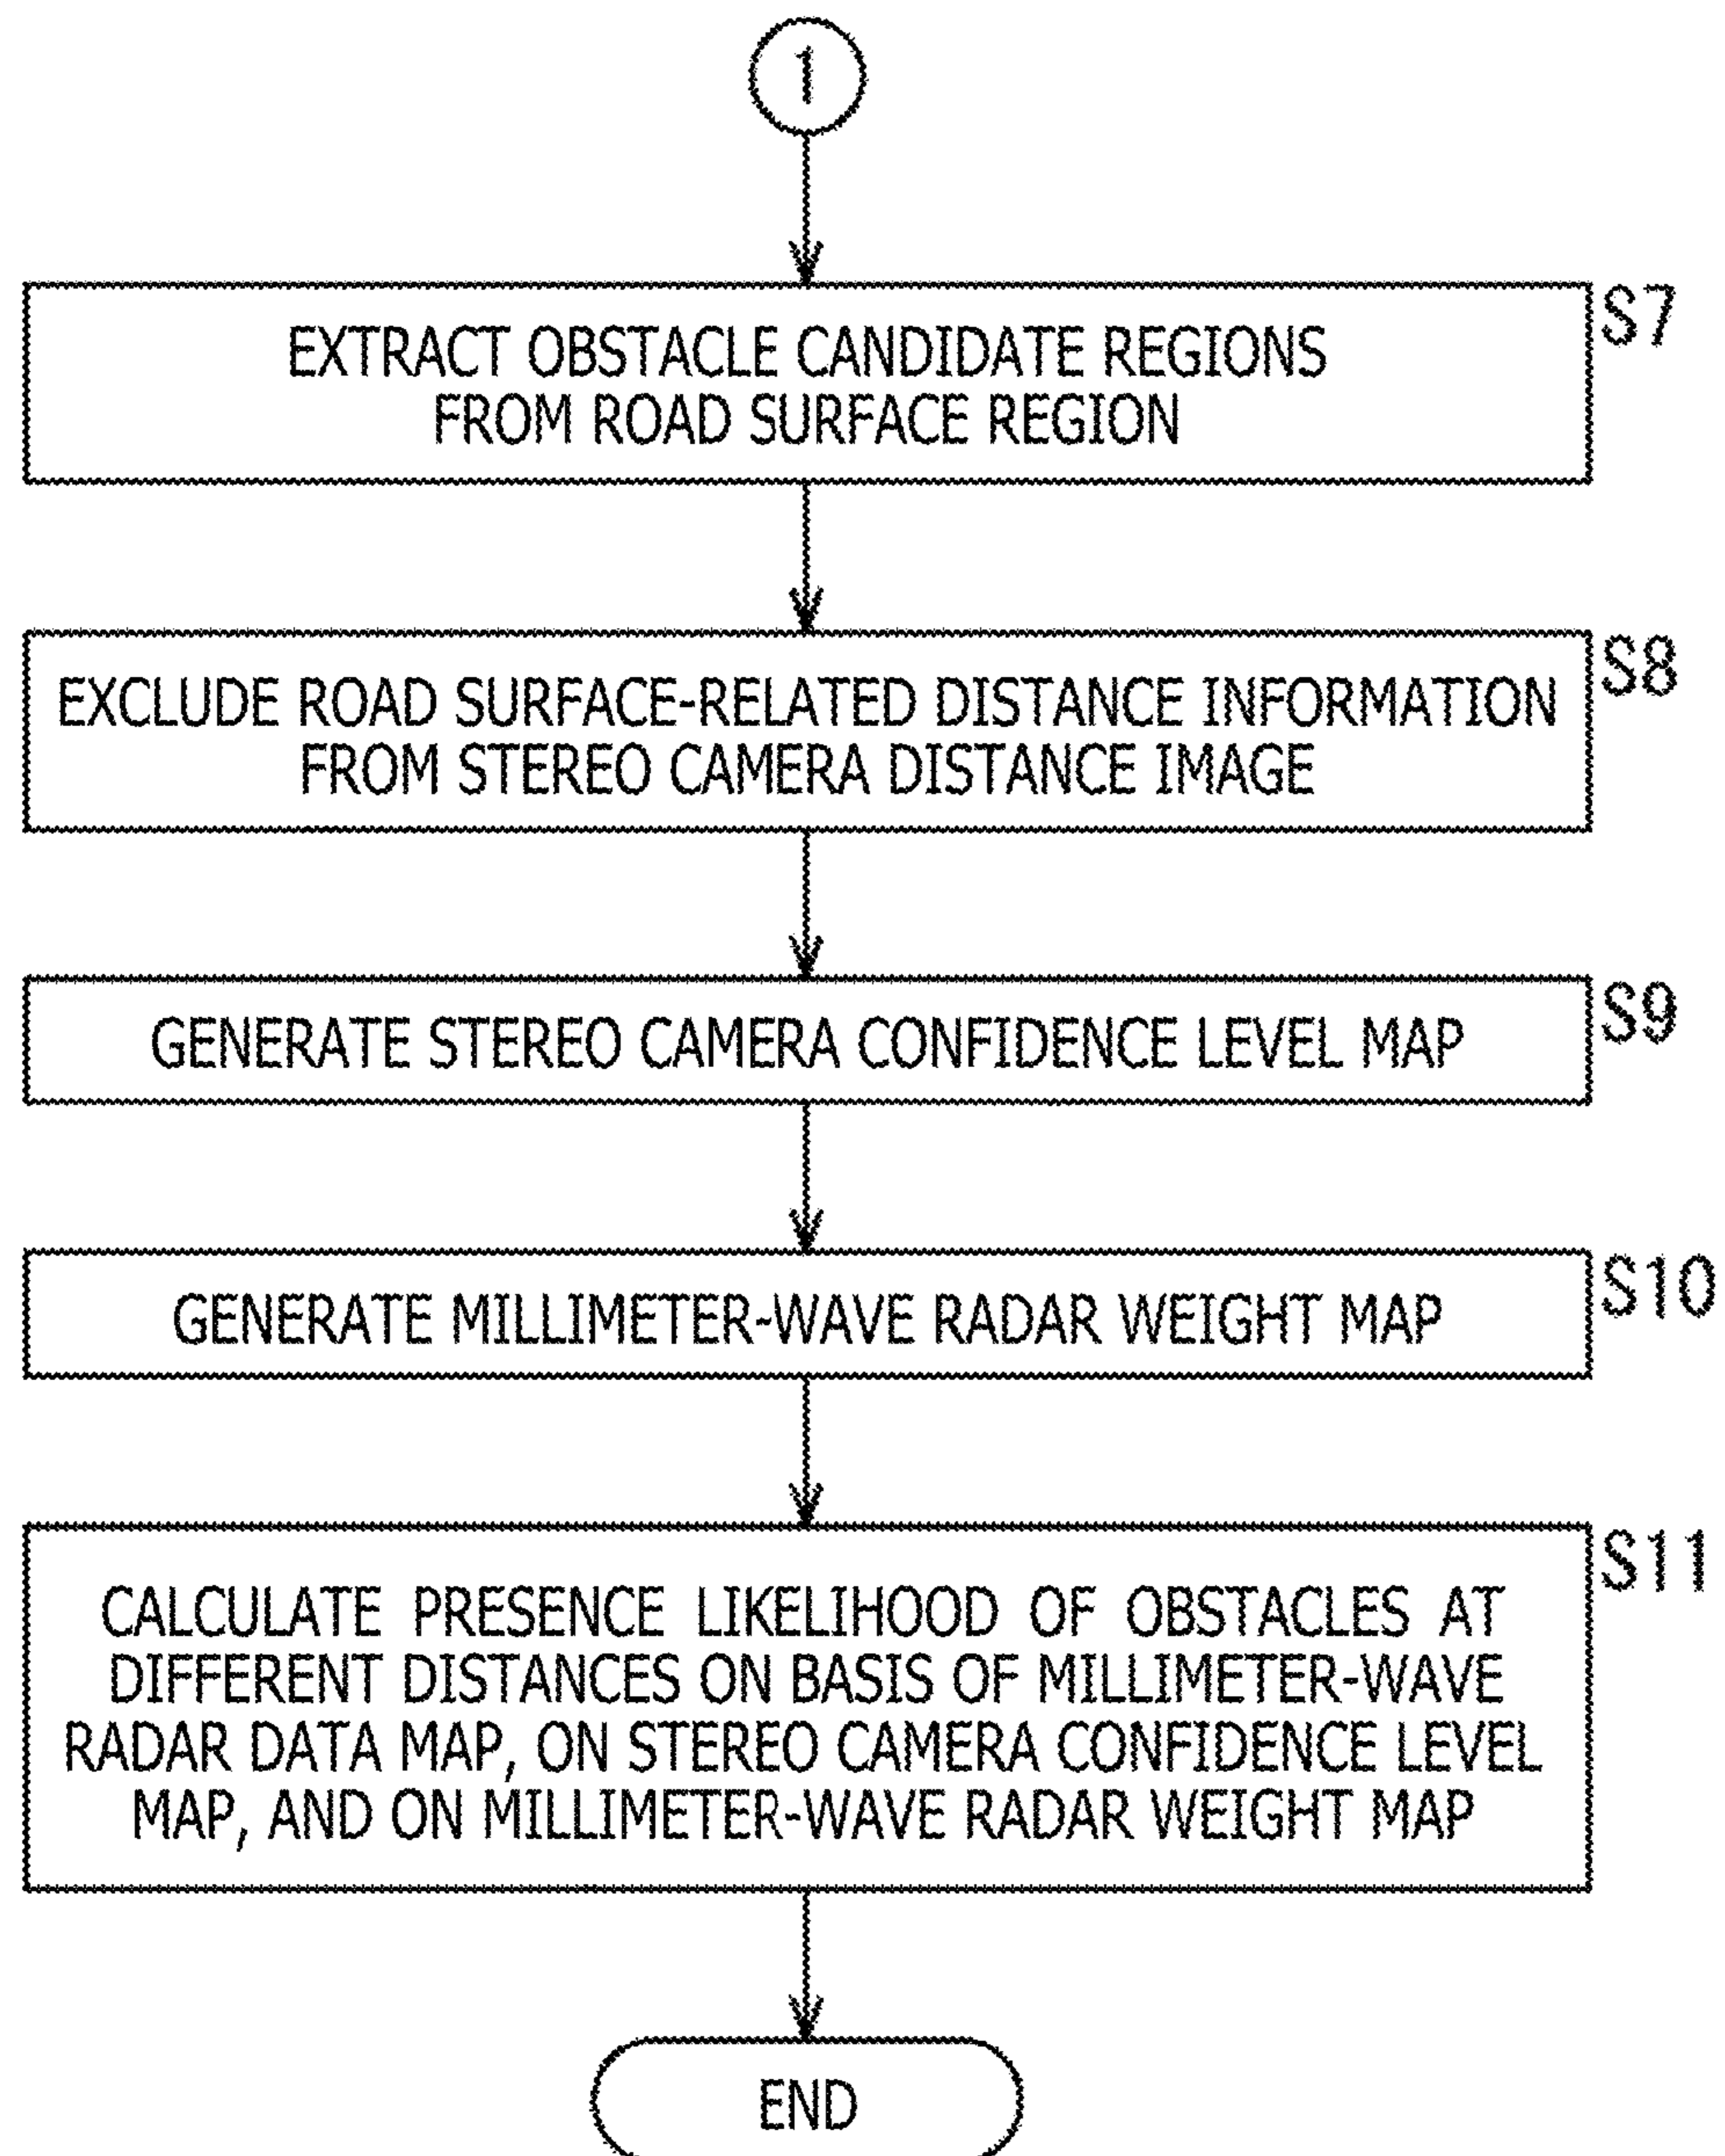 1
S7
EXTRACT OBSTACLE CANDIDATE REGIONS
FROM ROAD SURFACE REGION
S8
EXCLUDE ROAD SURFACE-RELATED DISTANCE INFORMATION
FROM STEREO CAMERA DISTANCE IMAGE
S9
GENERATE STEREO CAMERA CONFIDENCE LEVEL MAP
S10
GENERATE MILLIMETER-WAVE RADAR WEIGHT MAP
S11
CALCULATE PRESENCE LIKELIHOOD OF OBSTACLES AT
DIFFERENT DISTANCES ON BASIS OF MILLIMETER-WAVE
RADAR DATA MAP, ON STEREO CAMERA CONFIDENCE LEVEL
MAP, AND ON MILLIMETER-WAVE RADAR WEIGHT MAP
END